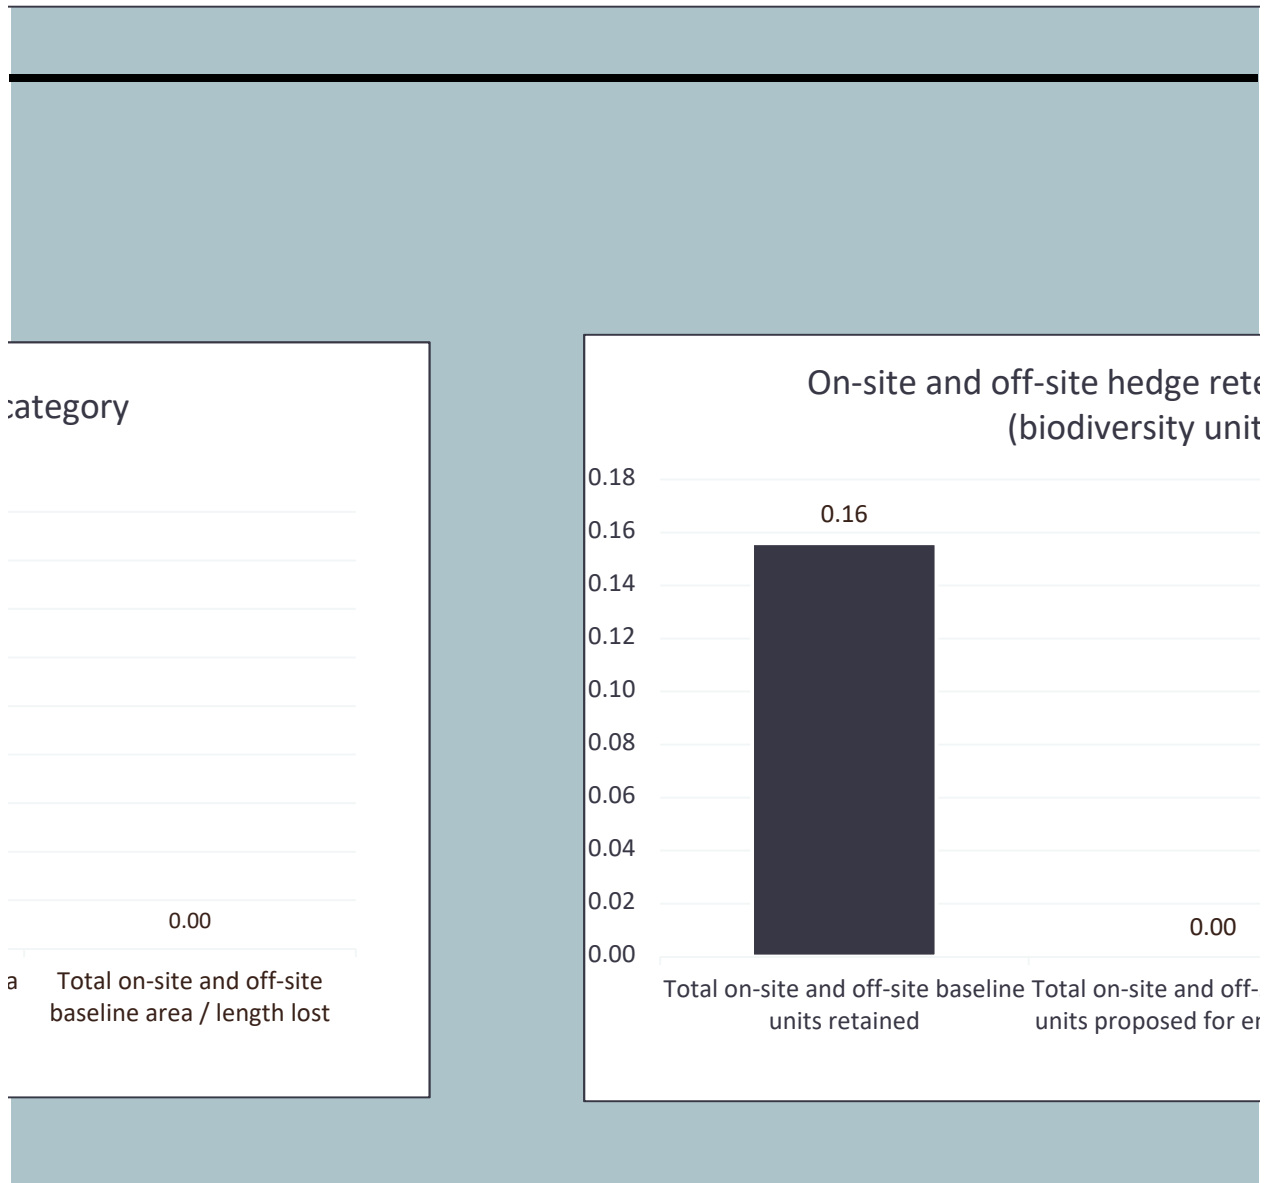 category
0.00
a
Total on-site and off-site
baseline area / length lost
On-site and off-site hedge rete
(biodiversity unit
0.18
0.16
0.14
0.12
0.10
0.08
0.06
0.04
0.02
0.00
0.16
0.00
Total on-site and off-site baseline
units retained
Total on-site and off-
units proposed for en